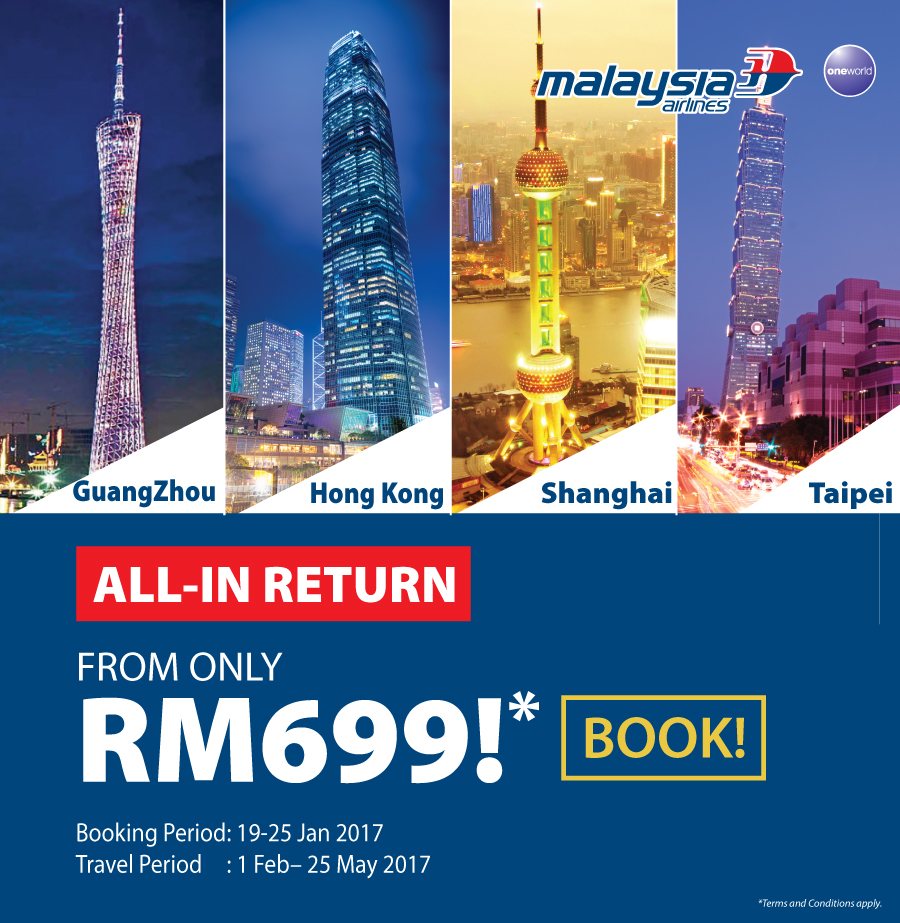 malaysia
airlines
oneworld
GuangZhou
Hong Kong
Shanghai
Taipei
ALL-IN RETURN
FROM ONLY
RM699!*
BOOK!
Booking Period: 19-25 Jan 2017
Travel Period : 1 Feb– 25 May 2017
*Terms and Conditions apply.